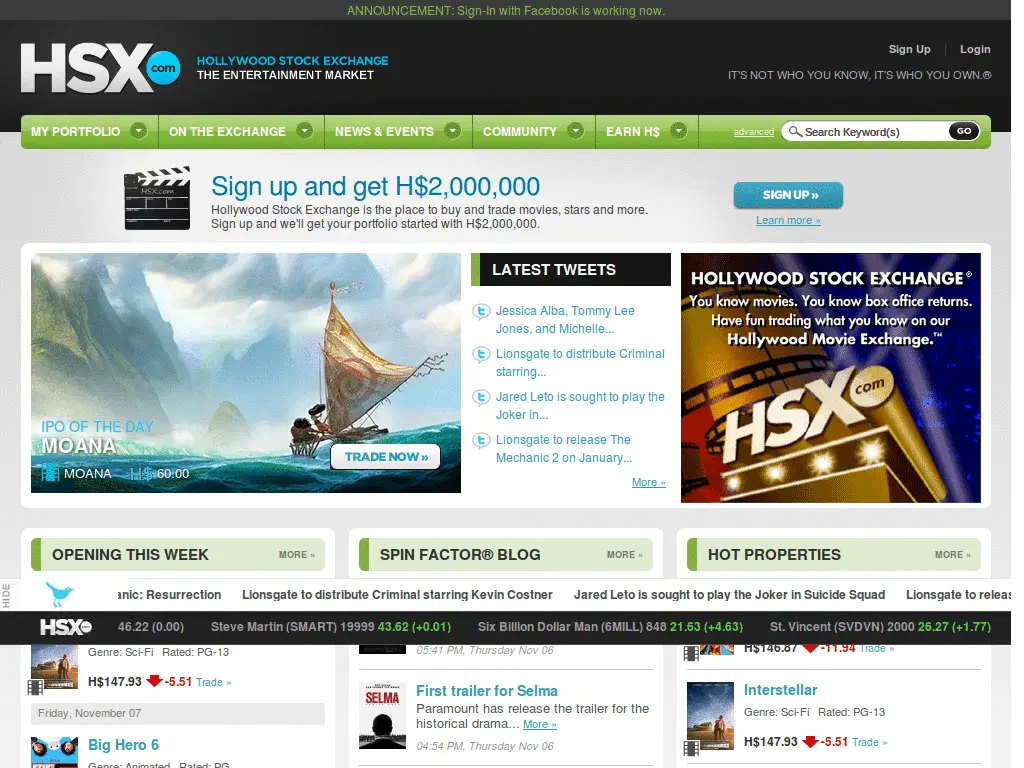 ANNOUNCEMENT: Sign-In with Facebook is working now.
HSX.com
HOLLYWOOD STOCK EXCHANGE
THE ENTERTAINMENT MARKET
Sign Up | Login
IT'S NOT WHO YOU KNOW, IT'S WHO YOU OWN.®
MY PORTFOLIO ON THE EXCHANGE NEWS & EVENTS COMMUNITY EARN H$ advanced Search Keyword(s) GO
HSX.com
Sign up and get H$2,000,000
Hollywood Stock Exchange is the place to buy and trade movies, stars and more.
Sign up and we'll get your portfolio started with H$2,000,000.
SIGN UP »
Learn more »
IPO OF THE DAY
MOANA
MOANA H$ 60.00
TRADE NOW »
LATEST TWEETS
Jessica Alba, Tommy Lee
Jones, and Michelle...
Lionsgate to distribute Criminal
starring...
Jared Leto is sought to play the
Joker in...
Lionsgate to release The
Mechanic 2 on January...
More »
HOLLYWOOD STOCK EXCHANGE®
You know movies. You know box office returns.
Have fun trading what you know on our
Hollywood Movie Exchange.™
HSX.com
OPENING THIS WEEK MORE »
SPIN FACTOR® BLOG MORE »
HOT PROPERTIES MORE »
HIDE
anic: Resurrection Lionsgate to distribute Criminal starring Kevin Costner Jared Leto is sought to play the Joker in Suicide Squad Lionsgate to releas
HSX.com 46.22 (0.00) Steve Martin (SMART) 19999 43.62 (+0.01) Six Billion Dollar Man (6MILL) 848 21.63 (+4.63) St. Vincent (SVDVN) 2000 26.27 (+1.77)
Genre: Sci-Fi Rated: PG-13
H$147.93 -5.51 Trade »
Friday, November 07
Big Hero 6
Genre: Animated Rated: PG
05:41 PM, Thursday Nov 06
SELMA
First trailer for Selma
Paramount has release the trailer for the
historical drama... More »
04:54 PM, Thursday Nov 06
H$146.87 -11.94 Trade »
Interstellar
Genre: Sci-Fi Rated: PG-13
H$147.93 -5.51 Trade »